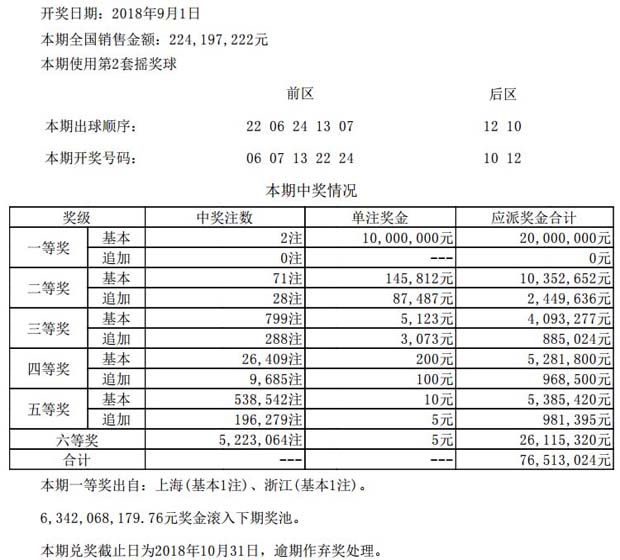 开奖日期：2018年9月1日
本期全国销售金额：224,197,222元
本期使用第2套摇奖球
前区 后区
本期出球顺序： 22 06 24 13 07 12 10
本期开奖号码： 06 07 13 22 24 10 12
本期中奖情况
奖级 中奖注数 单注奖金 应派奖金合计
一等奖 基本 2注 10,000,000元 20,000,000元
追加 0注 --- 0元
二等奖 基本 71注 145,812元 10,352,652元
追加 28注 87,487元 2,449,636元
三等奖 基本 799注 5,123元 4,093,277元
追加 288注 3,073元 885,024元
四等奖 基本 26,409注 200元 5,281,800元
追加 9,685注 100元 968,500元
五等奖 基本 538,542注 10元 5,385,420元
追加 196,279注 5元 981,395元
六等奖 5,223,064注 5元 26,115,320元
合计 --- --- 76,513,024元
本期一等奖出自：上海(基本1注)、浙江(基本1注)。
6,342,068,179.76元奖金滚入下期奖池。
本期兑奖截止日为2018年10月31日，逾期作弃奖处理。